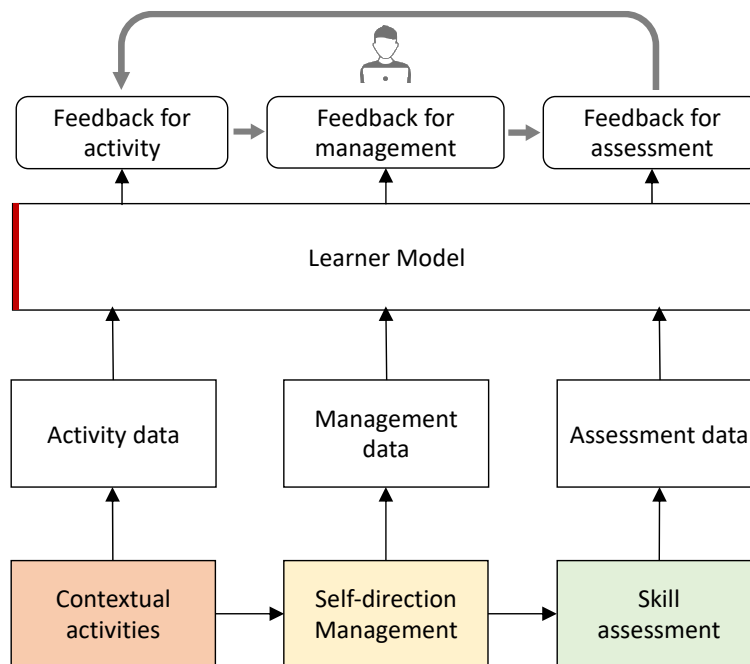 Feedback for
activity
Feedback for
management
Feedback for
assessment
Learner Model
Activity data
Management
data
Assessment data
Contextual
activities
Self-direction
Management
Skill
assessment